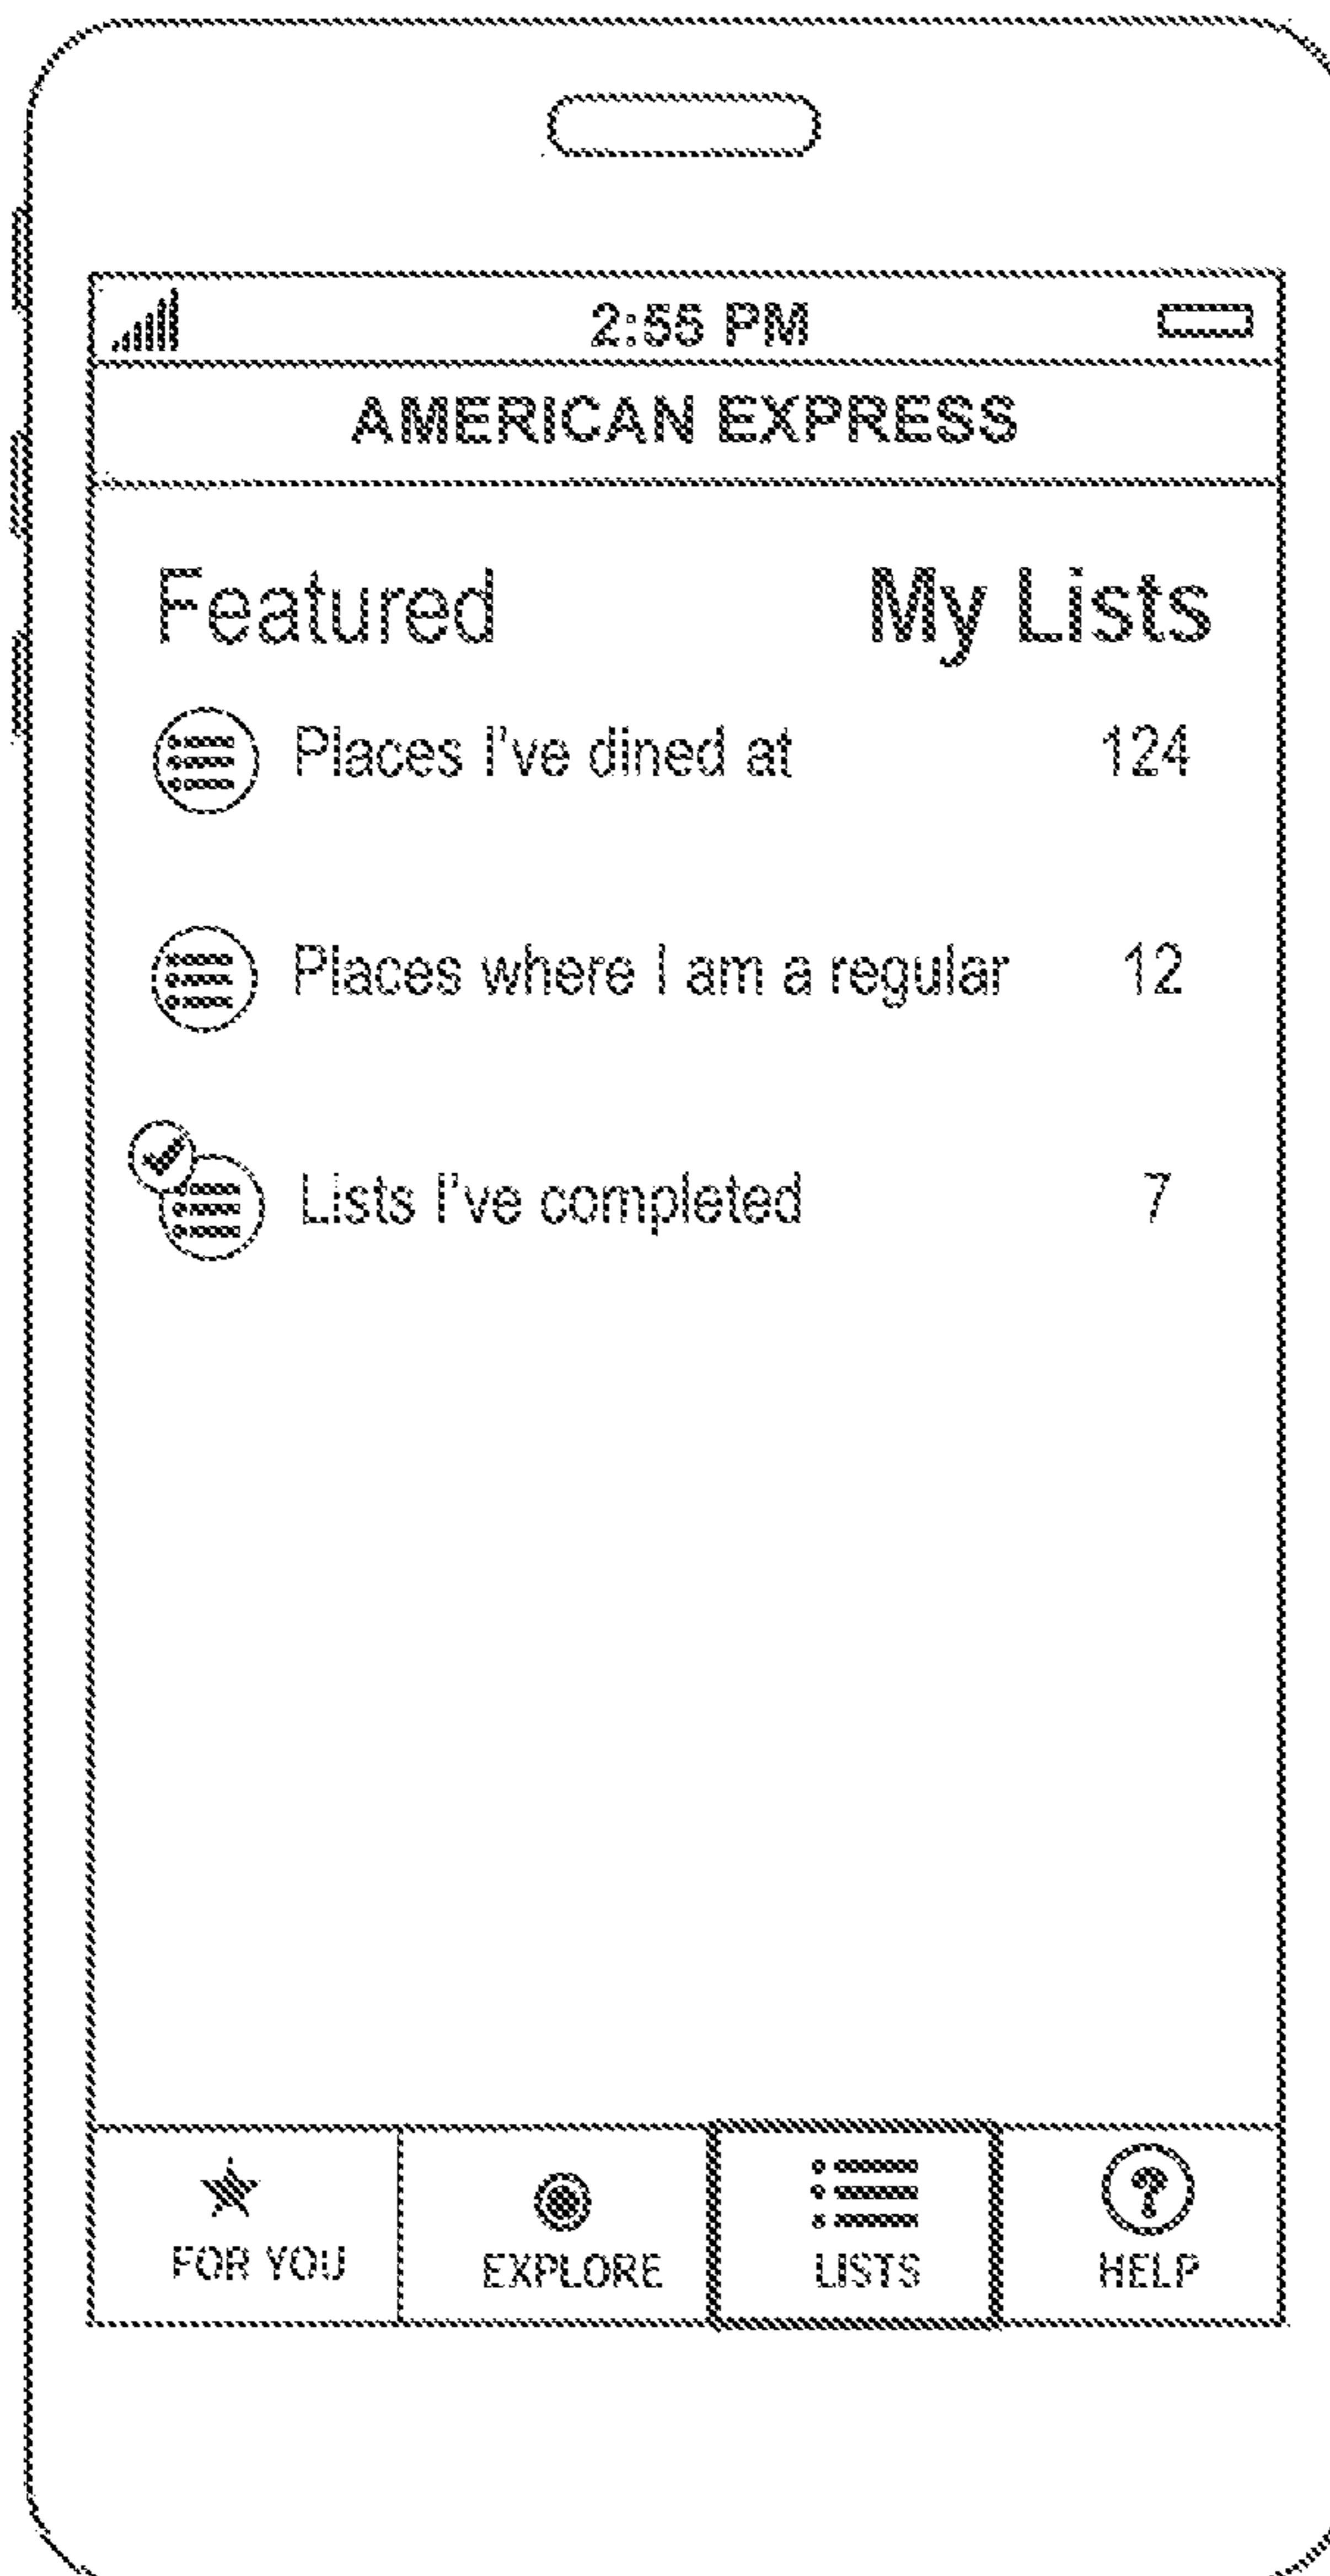 2:55 PM
AMERICAN EXPRESS
Featured My Lists
Places I've dined at 124
Places where I am a regular 12
Lists I've completed 7
FOR YOU EXPLORE LISTS HELP